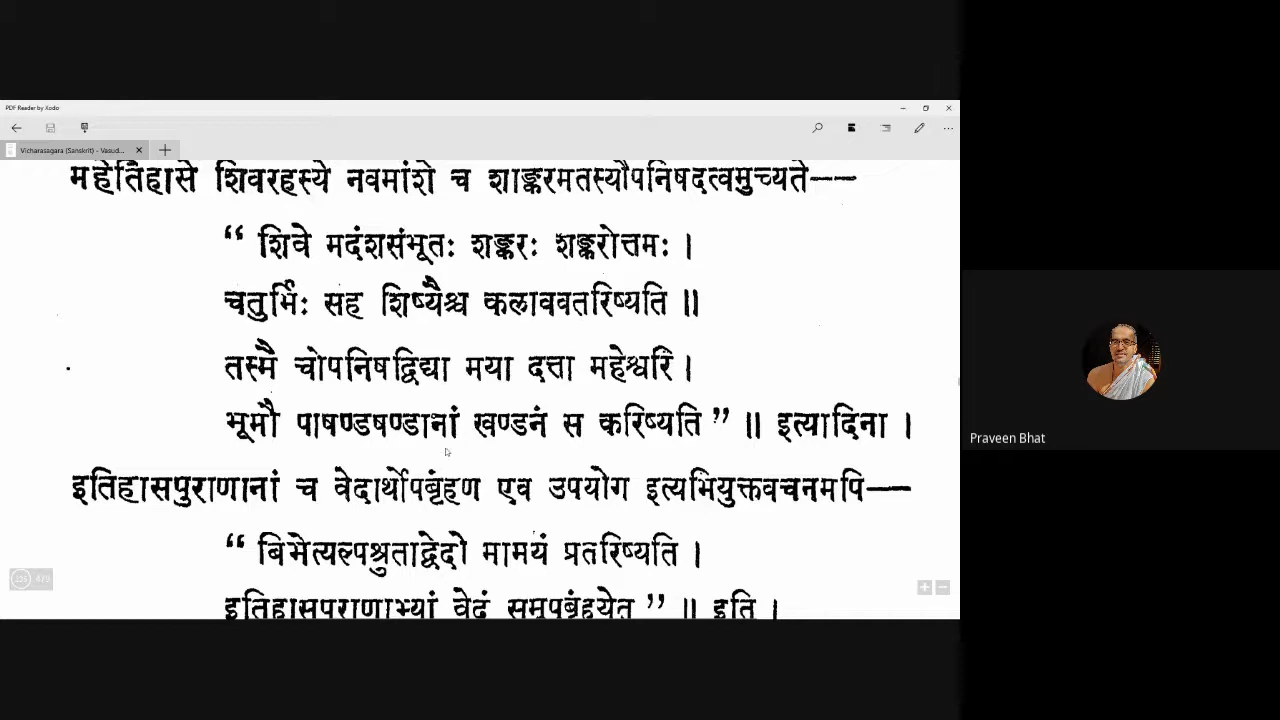 PDF Reader by Xodo
Vicharasagara (Sanskrit) - Vasud...
महेतिहासे शिवरहस्ये नवमांशे च शाङ्करमतस्यौपनिषदत्वमुच्यते——
“ शिवे मदंशसंभूतः शङ्करः शङ्करोत्तमः ।
चतुर्भिः सह शिष्यैश्च कलाववतरिष्यति ॥
तस्मै चोपनिषद्विद्या मया दत्ता महेश्वरि ।
भूमौ पाषण्डषण्डानां खण्डनं स करिष्यति ” ॥ इत्यादिना ।
Praveen Bhat
इतिहासपुराणानां च वेदार्थोपबृंहण एव उपयोग इत्यभियुक्तवचनमपि——
“ बिभेत्यल्पश्रुताद्वेदो मामयं प्रतरिष्यति ।
इतिहासपुराणाभ्यां वेदं समुपबृंहयेत् ” ॥ इति ।